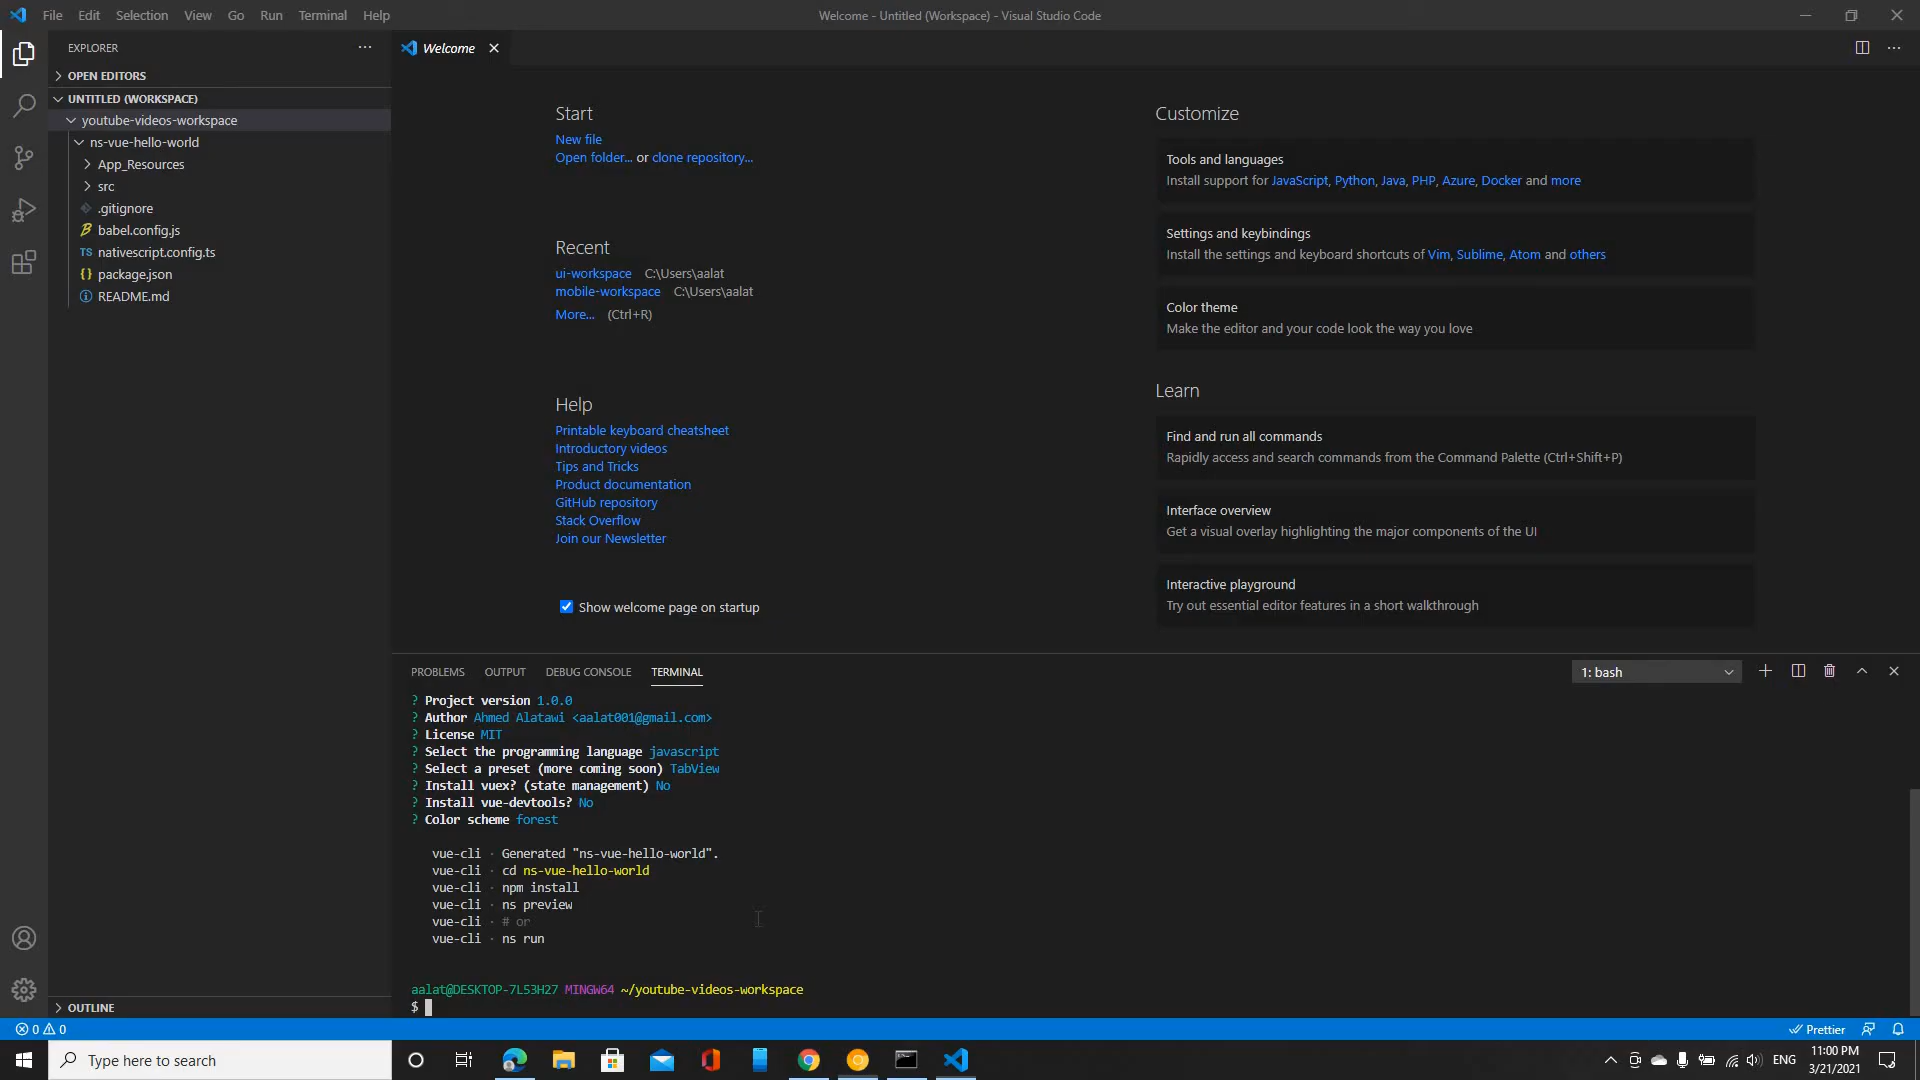 File Edit Selection View Go Run Terminal Help
Welcome - Untitled (Workspace) - Visual Studio Code
EXPLORER
OPEN EDITORS
UNTITLED (WORKSPACE)
youtube-videos-workspace
ns-vue-hello-world
App_Resources
src
.gitignore
babel.config.js
TS nativescript.config.ts
{} package.json
README.md
OUTLINE
Welcome
Start
New file
Open folder... or clone repository...
Recent
ui-workspace C:\Users\aalat
mobile-workspace C:\Users\aalat
More... (Ctrl+R)
Help
Printable keyboard cheatsheet
Introductory videos
Tips and Tricks
Product documentation
GitHub repository
Stack Overflow
Join our Newsletter
Show welcome page on startup
Customize
Tools and languages
Install support for JavaScript, Python, Java, PHP, Azure, Docker and more
Settings and keybindings
Install the settings and keyboard shortcuts of Vim, Sublime, Atom and others
Color theme
Make the editor and your code look the way you love
Learn
Find and run all commands
Rapidly access and search commands from the Command Palette (Ctrl+Shift+P)
Interface overview
Get a visual overlay highlighting the major components of the UI
Interactive playground
Try out essential editor features in a short walkthrough
PROBLEMS OUTPUT DEBUG CONSOLE TERMINAL
1: bash
? Project version 1.0.0
? Author Ahmed Alatawi <aalat001@gmail.com>
? License MIT
? Select the programming language javascript
? Select a preset (more coming soon) TabView
? Install vuex? (state management) No
? Install vue-devtools? No
? Color scheme forest
vue-cli · Generated "ns-vue-hello-world".
vue-cli · cd ns-vue-hello-world
vue-cli · npm install
vue-cli · ns preview
vue-cli · # or
vue-cli · ns run
aalat@DESKTOP-7L53H27 MINGW64 ~/youtube-videos-workspace
$
0 0
Prettier
Type here to search
ENG
11:00 PM
3/21/2021